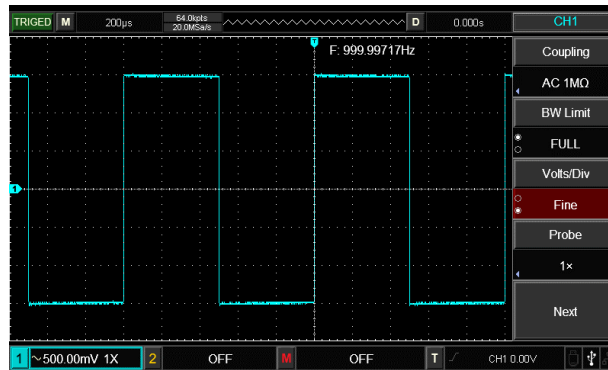 TRIGED M 200μs 64.0kpts D 0.000s CH1
20.0MSa/s
T
F: 999.99717Hz
Coupling
AC 1MΩ
BW Limit
FULL
1
Volts/Div
Fine
Probe
1×
Next
1 ~500.00mV 1X 2 OFF M OFF T CH1 0.00V